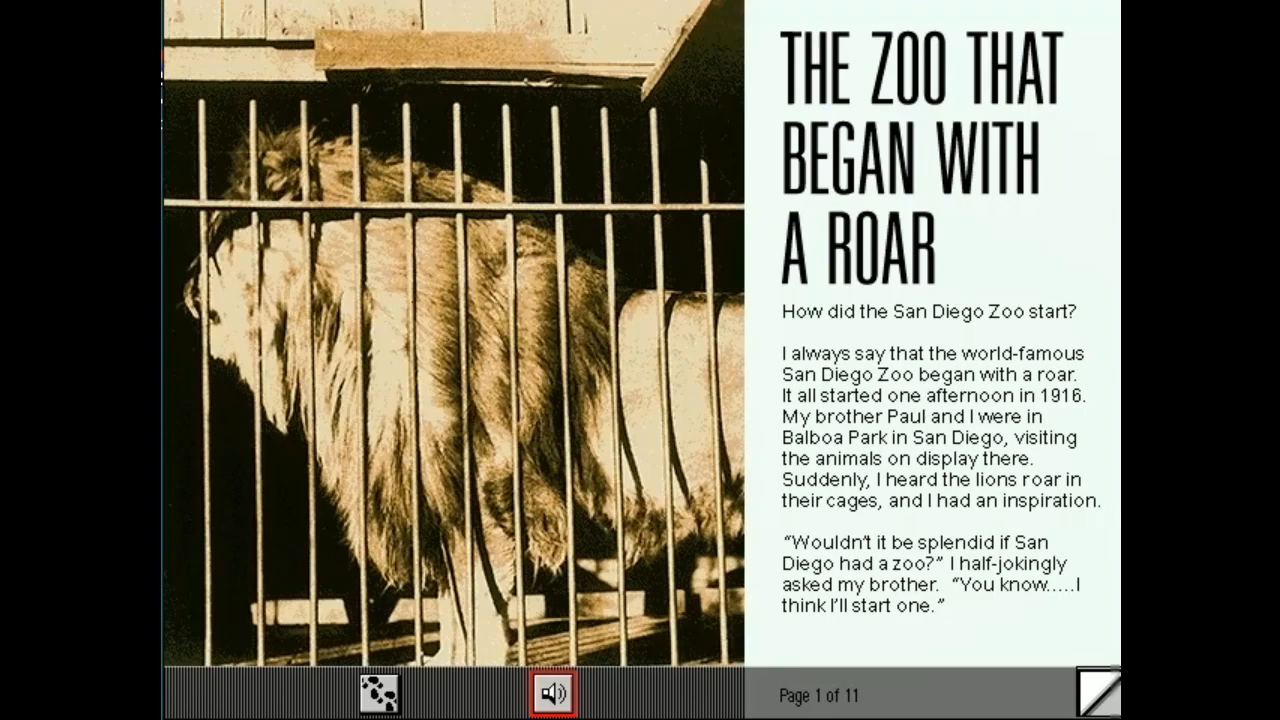 THE ZOO THAT
BEGAN WITH
A ROAR
How did the San Diego Zoo start?
I always say that the world-famous
San Diego Zoo began with a roar.
It all started one afternoon in 1916.
My brother Paul and I were in
Balboa Park in San Diego, visiting
the animals on display there.
Suddenly, I heard the lions roar in
their cages, and I had an inspiration.
“Wouldn't it be splendid if San
Diego had a zoo?” I half-jokingly
asked my brother. “You know.....I
think I'll start one.”
Page 1 of 11